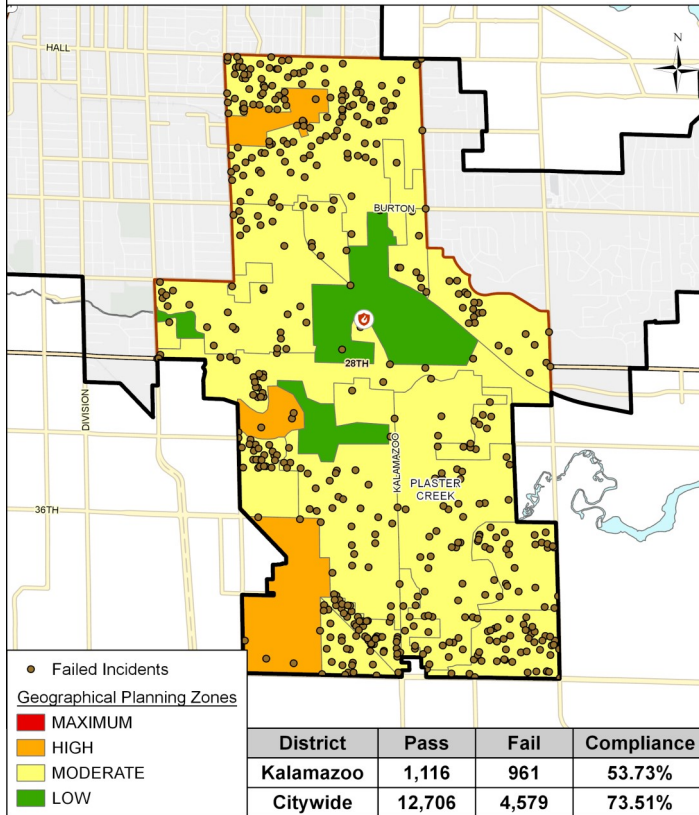 HALL
N
BURTON
28TH
DIVISION
KALAMAZOO
PLASTER
CREEK
36TH
Failed Incidents
Geographical Planning Zones
MAXIMUM
HIGH
MODERATE
LOW
District Pass Fail Compliance
Kalamazoo 1,116 961 53.73%
Citywide 12,706 4,579 73.51%